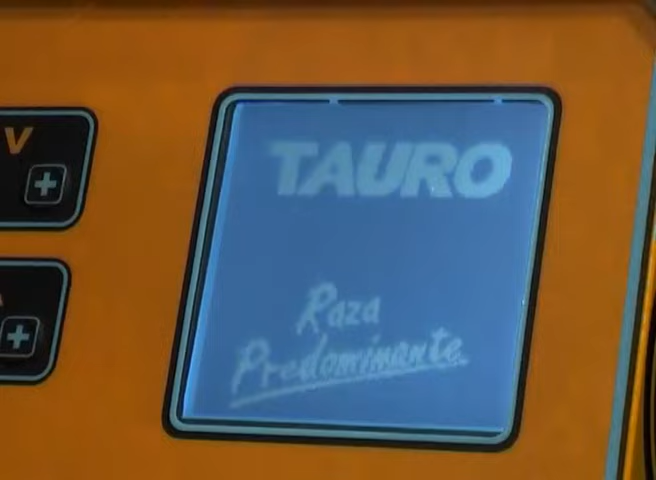 V
+
TAURO
+
Raza
Predominante